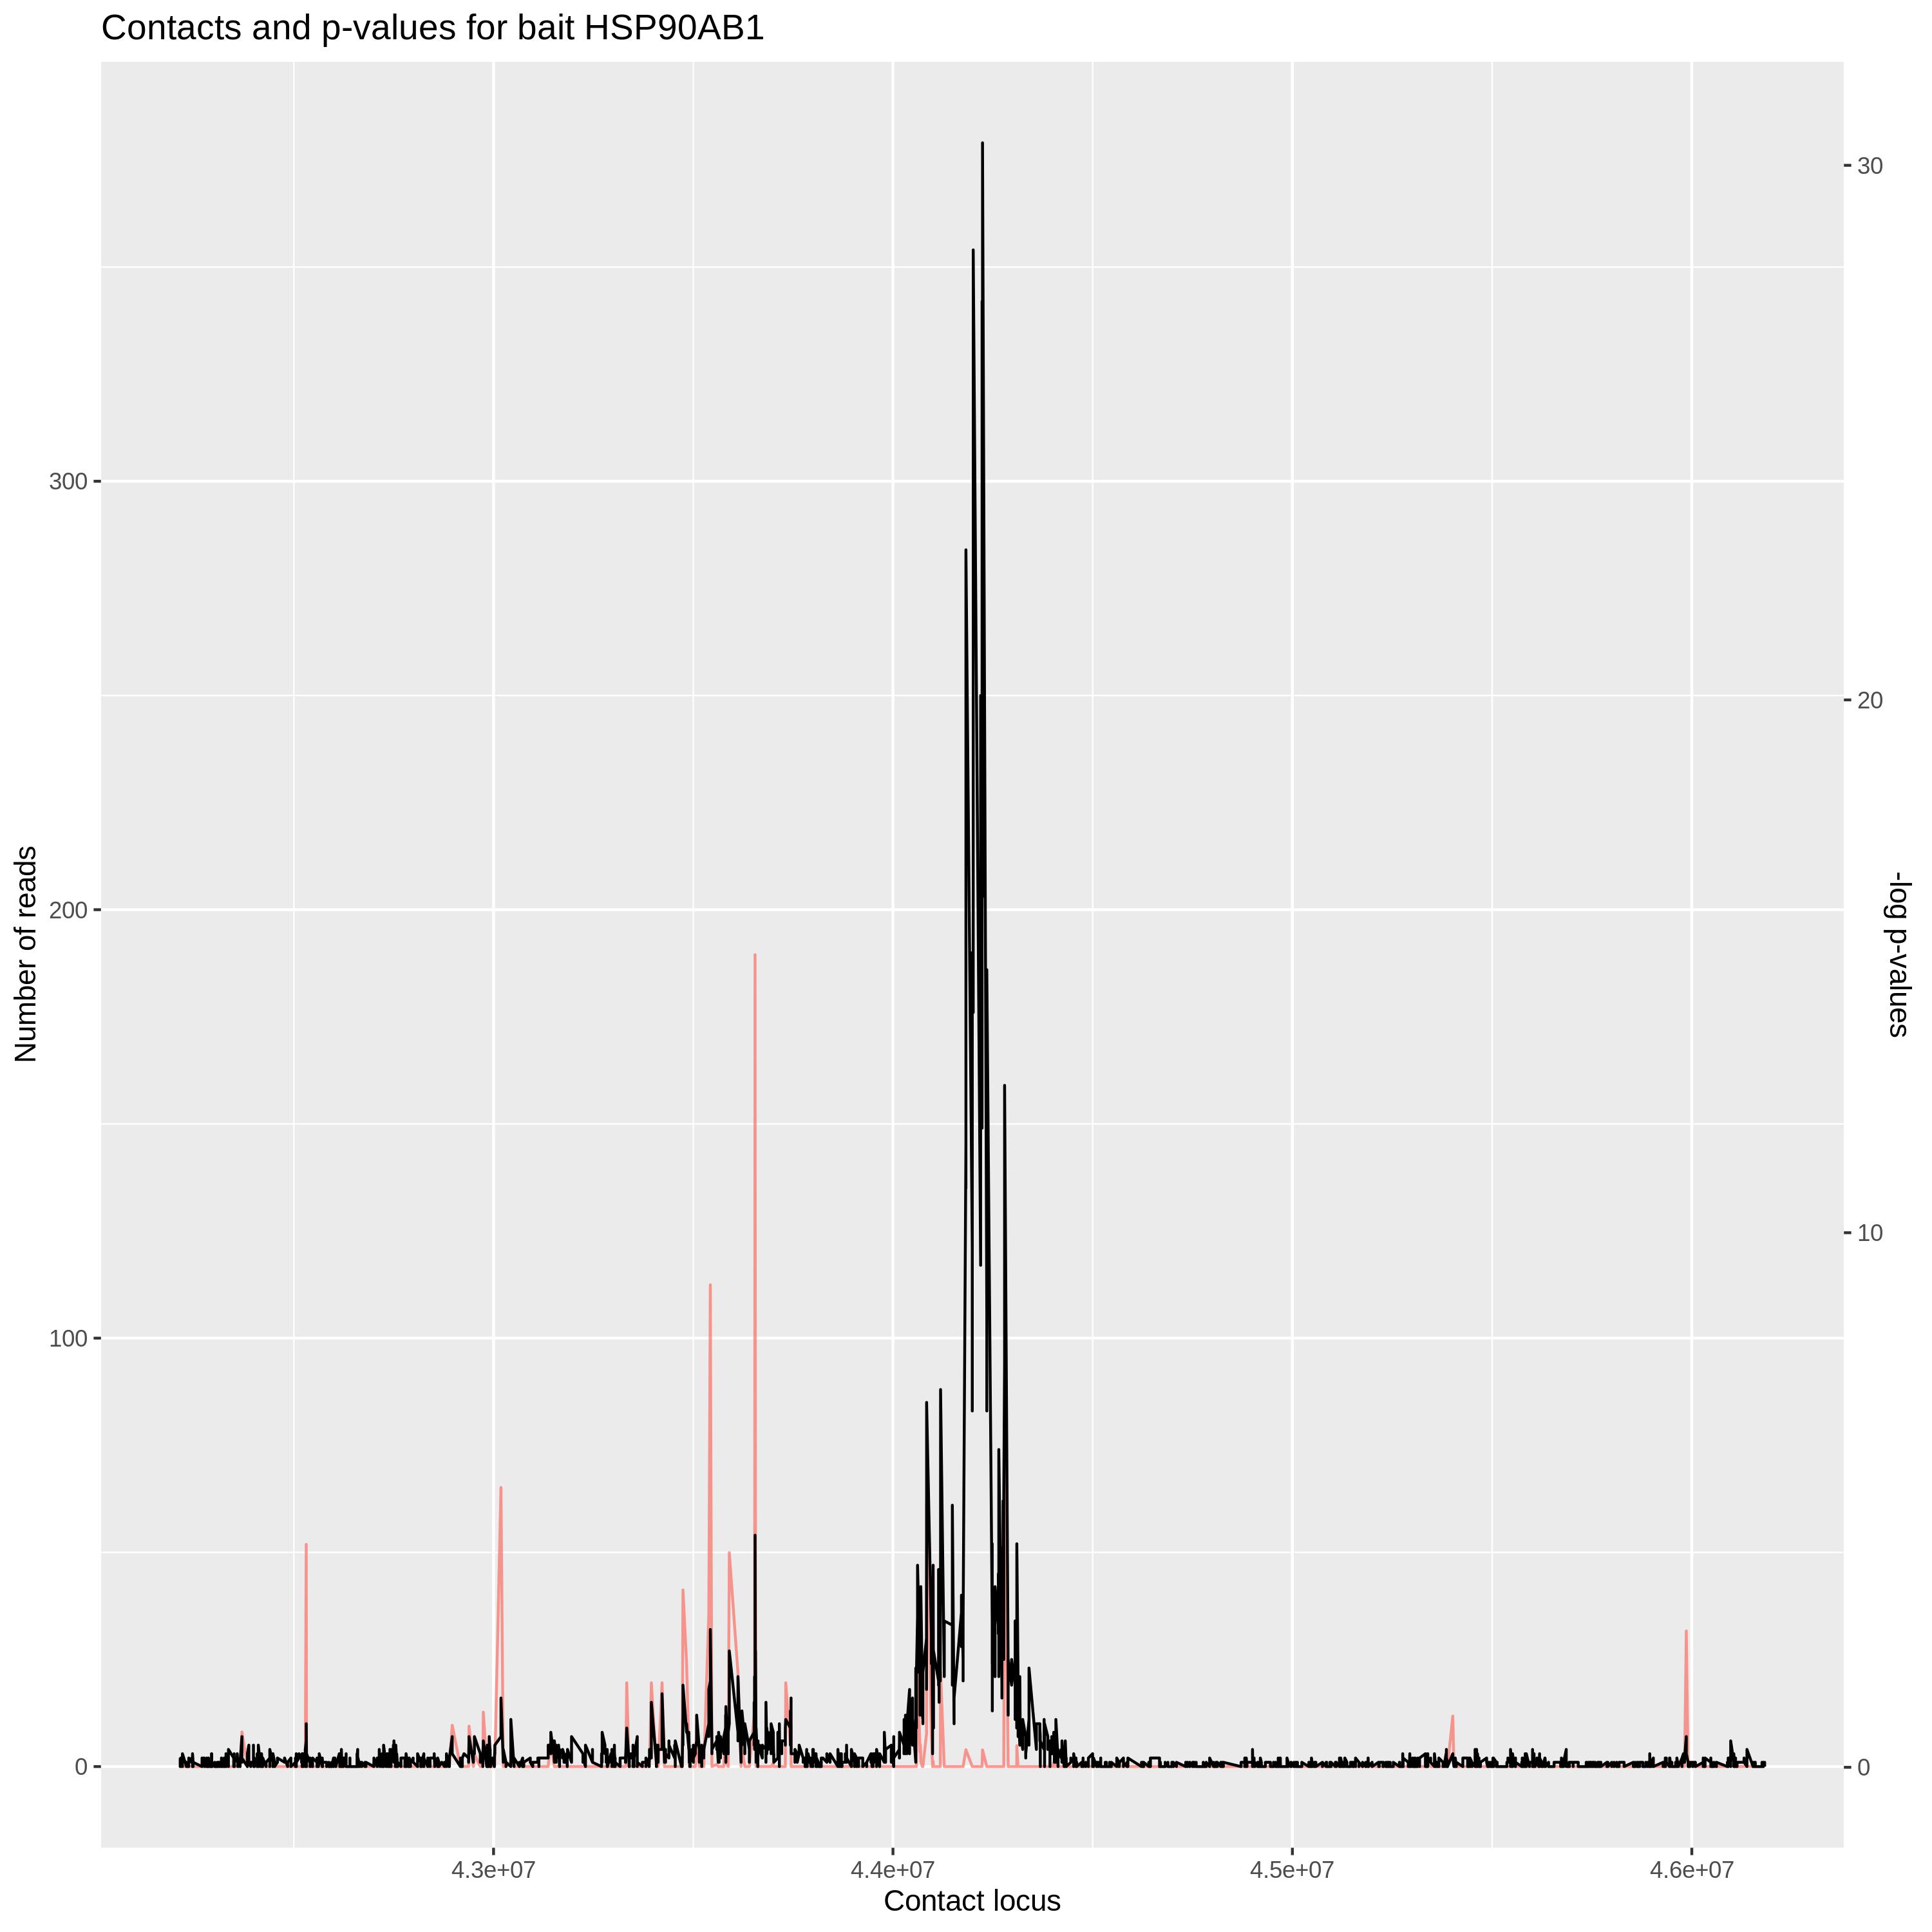 Contacts and p-values for bait HSP90AB1
30
300
20
200
Number of reads
-log p-values
10
100
0
0
4.3e+07
4.4e+07
4.5e+07
4.6e+07
Contact locus